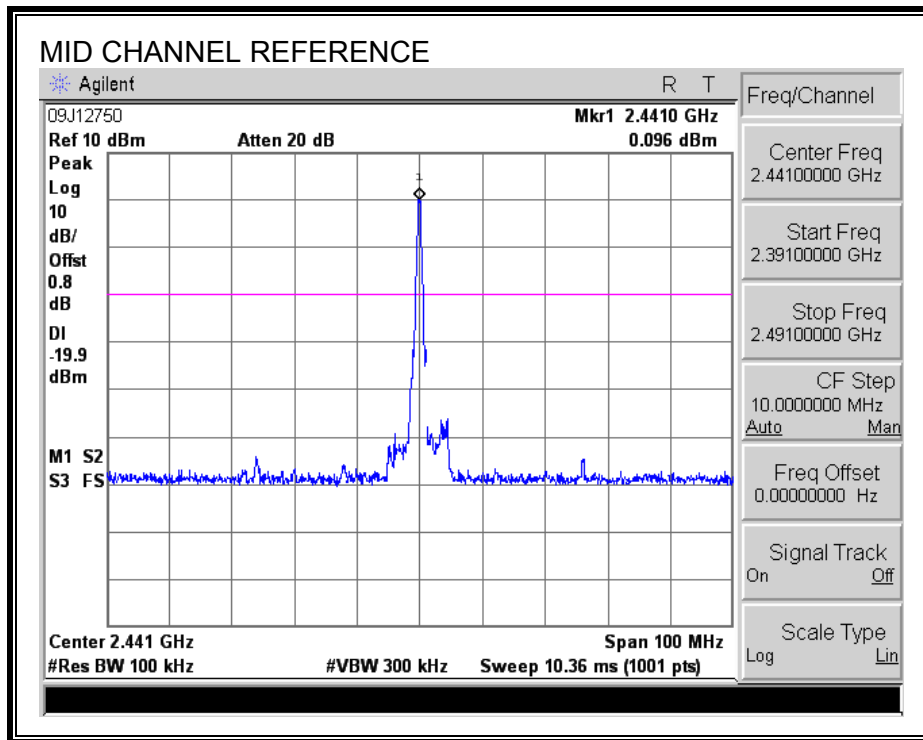 MID CHANNEL REFERENCE
Agilent R T
09J12750 Mkr1 2.4410 GHz
Ref 10 dBm Atten 20 dB 0.096 dBm
Peak
Log
10
dB/
Offst
0.8
dB
DI
-19.9
dBm
M1 S2
S3 FS
1
Center 2.441 GHz Span 100 MHz
#Res BW 100 kHz #VBW 300 kHz Sweep 10.36 ms (1001 pts)
Freq/Channel
Center Freq
2.44100000 GHz
Start Freq
2.39100000 GHz
Stop Freq
2.49100000 GHz
CF Step
10.0000000 MHz
Auto Man
Freq Offset
0.00000000 Hz
Signal Track
On Off
Scale Type
Log Lin